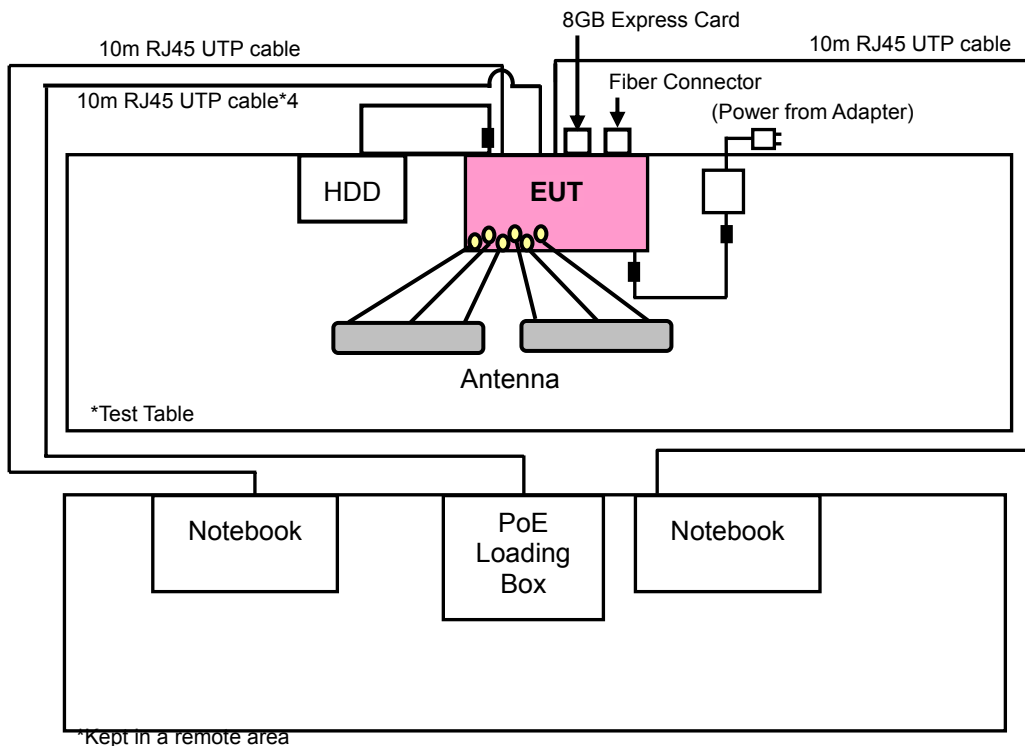 8GB Express Card
10m RJ45 UTP cable
10m RJ45 UTP cable
Fiber Connector
10m RJ45 UTP cable*4
(Power from Adapter)
HDD
EUT
Antenna
*Test Table
Notebook
PoE
Loading
Box
Notebook
*Kept in a remote area